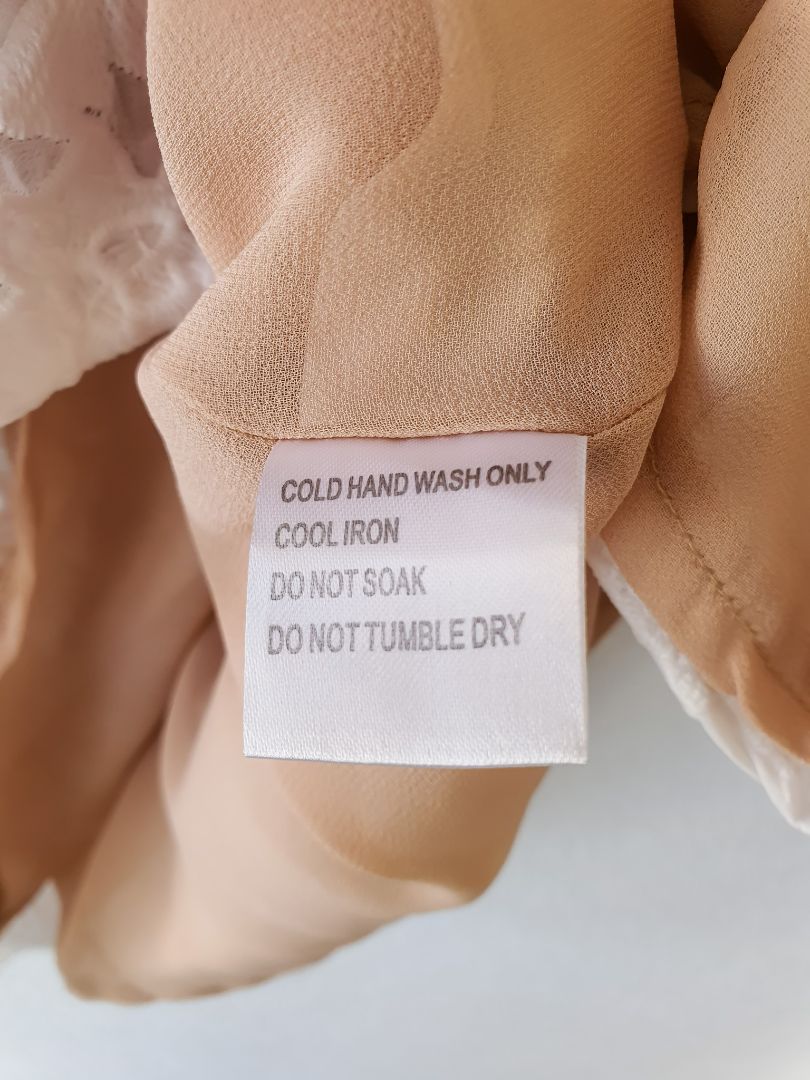 COLD HAND WASH ONLY
COOL IRON
DO NOT SOAK
DO NOT TUMBLE DRY